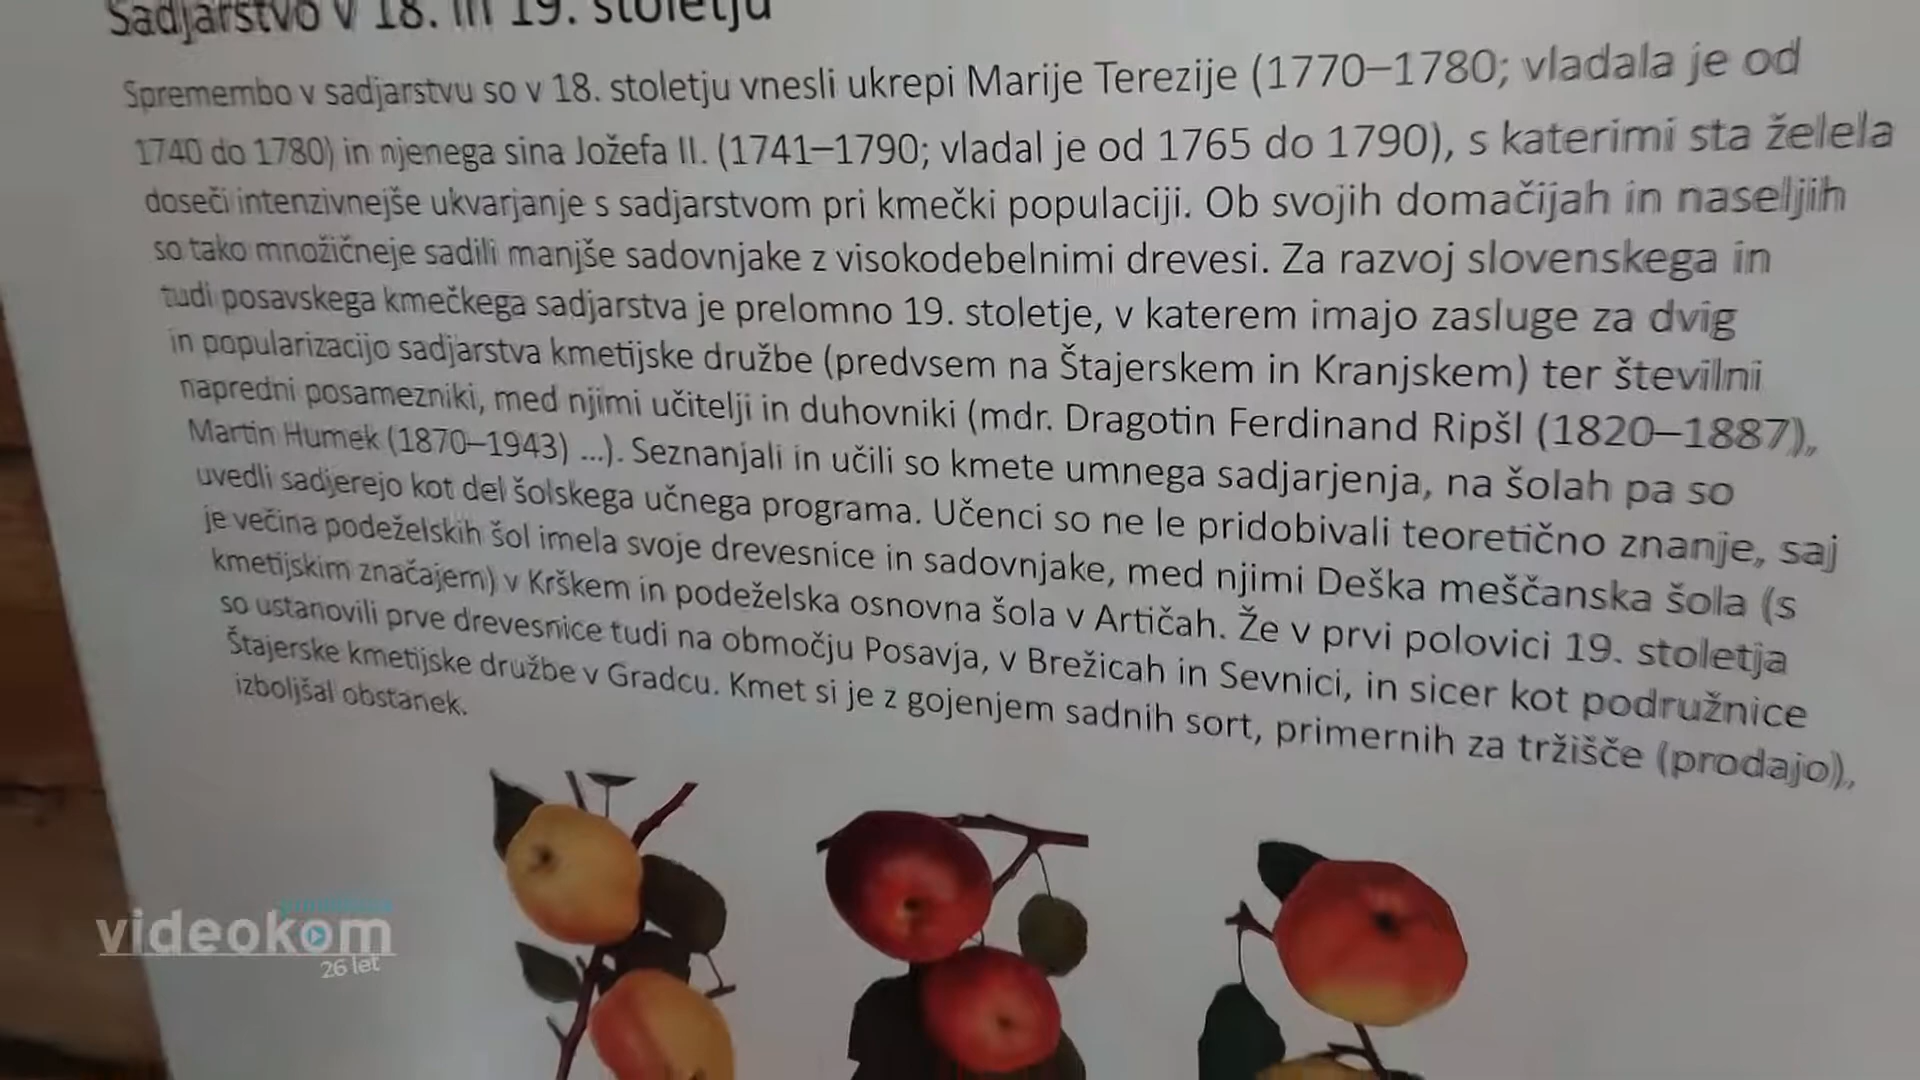 Sadjarstvo v 18. in 19. stoletju
Spremembo v sadjarstvu so v 18. stoletju vnesli ukrepi Marije Terezije (1770–1780; vladala je od
1740 do 1780) in njenega sina Jožefa II. (1741–1790; vladal je od 1765 do 1790), s katerimi sta želela
doseči intenzivnejše ukvarjanje s sadjarstvom pri kmečki populaciji. Ob svojih domačijah in naseljih
so tako množičneje sadili manjše sadovnjake z visokodebelnimi drevesi. Za razvoj slovenskega in
tudi posavskega kmečkega sadjarstva je prelomno 19. stoletje, v katerem imajo zasluge za dvig
in popularizacijo sadjarstva kmetijske družbe (predvsem na Štajerskem in Kranjskem) ter številni
napredni posamezniki, med njimi učitelji in duhovniki (mdr. Dragotin Ferdinand Ripšl (1820–1887),
Martin Humek (1870–1943) ...). Seznanjali in učili so kmete umnega sadjarjenja, na šolah pa so
uvedli sadjerejo kot del šolskega učnega programa. Učenci so ne le pridobivali teoretično znanje, saj
je večina podeželskih šol imela svoje drevesnice in sadovnjake, med njimi Deška meščanska šola (s
kmetijskim značajem) v Krškem in podeželska osnovna šola v Artičah. Že v prvi polovici 19. stoletja
so ustanovili prve drevesnice tudi na območju Posavja, v Brežicah in Sevnici, in sicer kot podružnice
Štajerske kmetijske družbe v Gradcu. Kmet si je z gojenjem sadnih sort, primernih za tržišče (prodajo),
izboljšal obstanek.
videokom
26 let